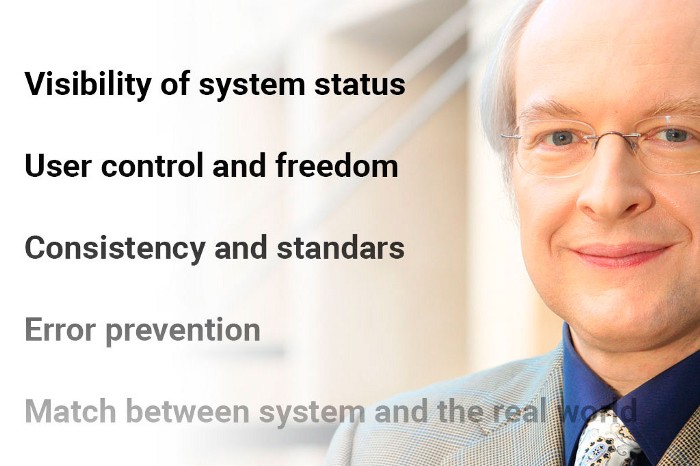 Visibility of system status
User control and freedom
Consistency and standars
Error prevention
Match between system and the real world